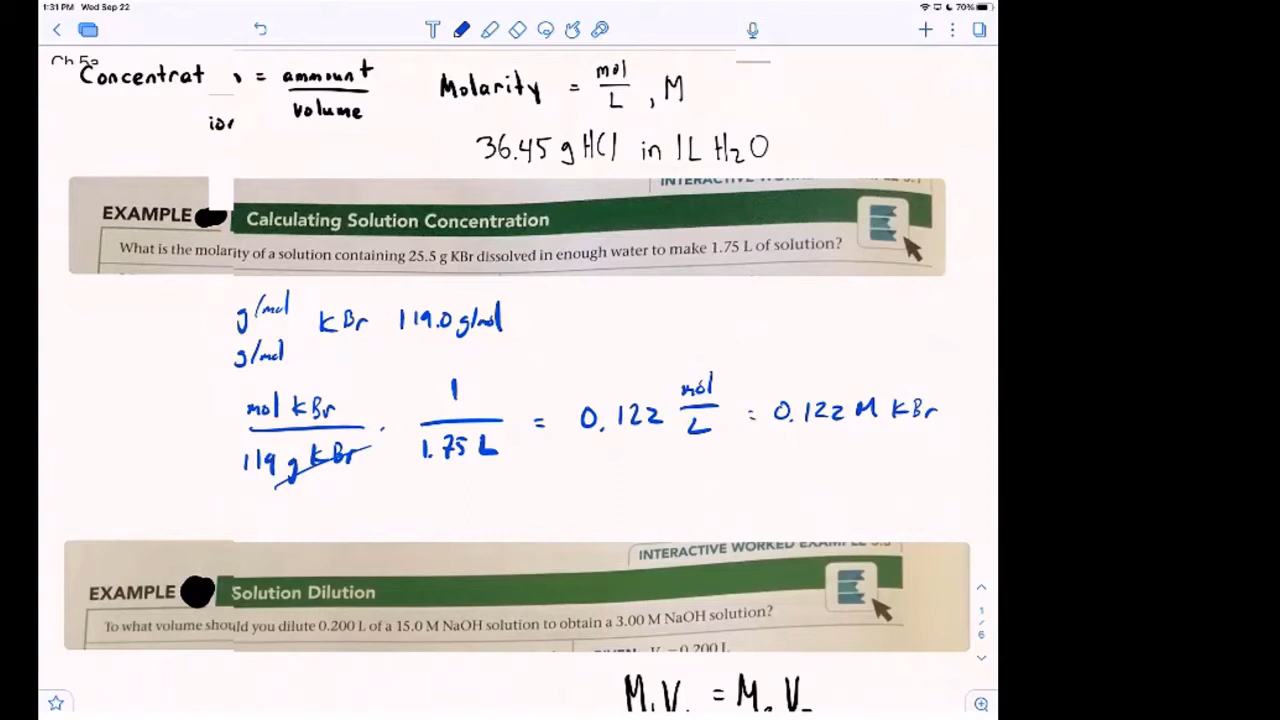 1:31 PM Wed Sep 22
70%
Concentrat = ammount / volume
ion
Molarity = mol / L , M
36.45 g HCl in 1L H2O
EXAMPLE Calculating Solution Concentration
What is the molarity of a solution containing 25.5 g KBr dissolved in enough water to make 1.75 L of solution?
g/mol
KBr 119.0 g/mol
g/mol
mol KBr / 119 g KBr · 1 / 1.75 L = 0.122 mol / L = 0.122 M KBr
INTERACTIVE WORKED
EXAMPLE Solution Dilution
To what volume should you dilute 0.200 L of a 15.0 M NaOH solution to obtain a 3.00 M NaOH solution?
1 / 6
M1V1 = M2V2